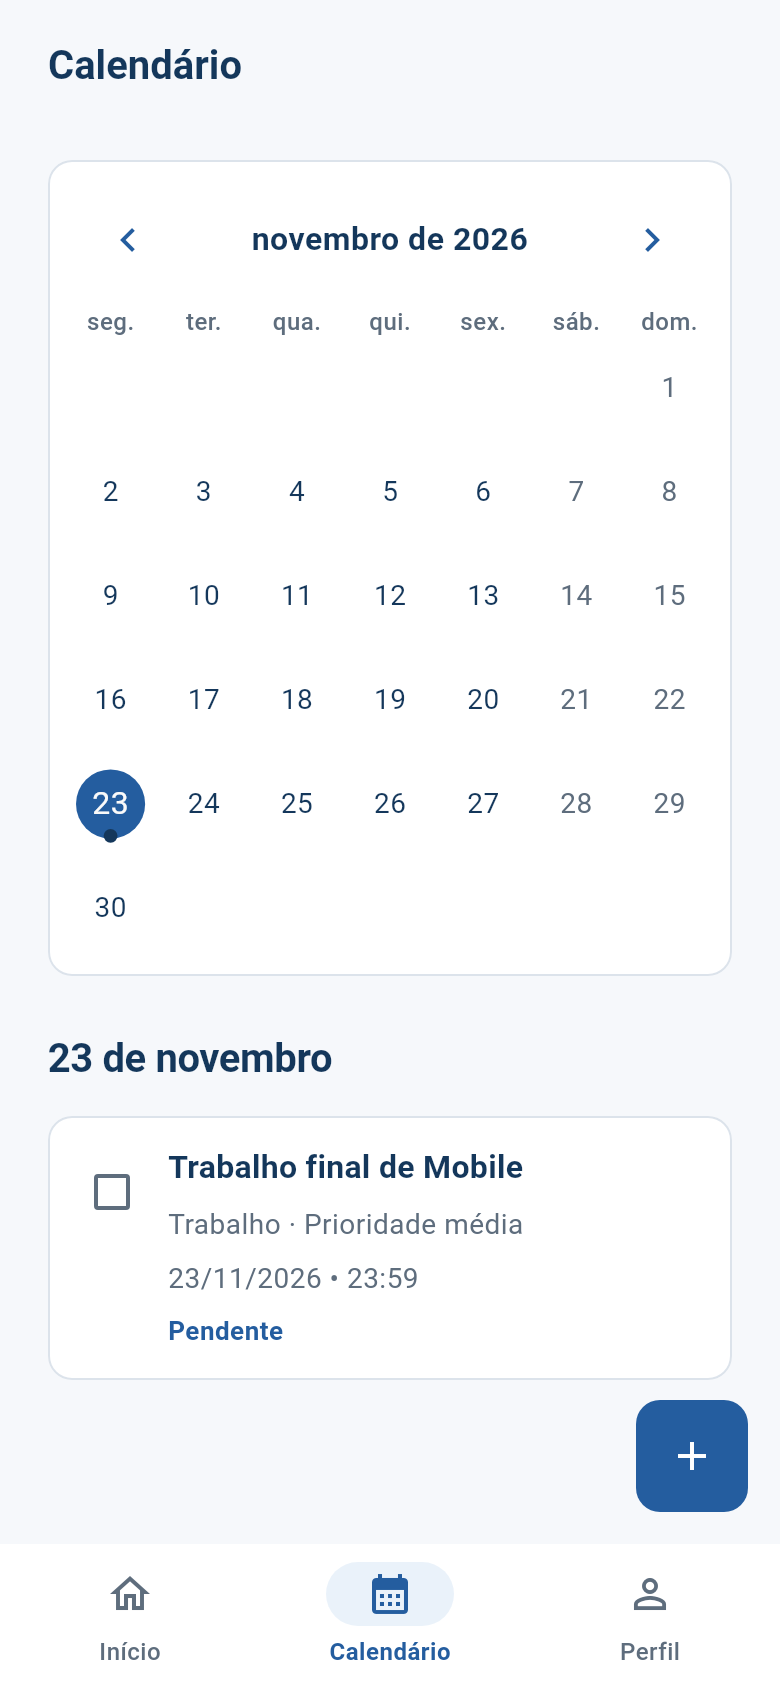 Calendário
novembro de 2026
seg. ter. qua. qui. sex. sáb. dom.
1
2 3 4 5 6 7 8
9 10 11 12 13 14 15
16 17 18 19 20 21 22
23 24 25 26 27 28 29
30
23 de novembro
Trabalho final de Mobile
Trabalho · Prioridade média
23/11/2026 • 23:59
Pendente
Início Calendário Perfil